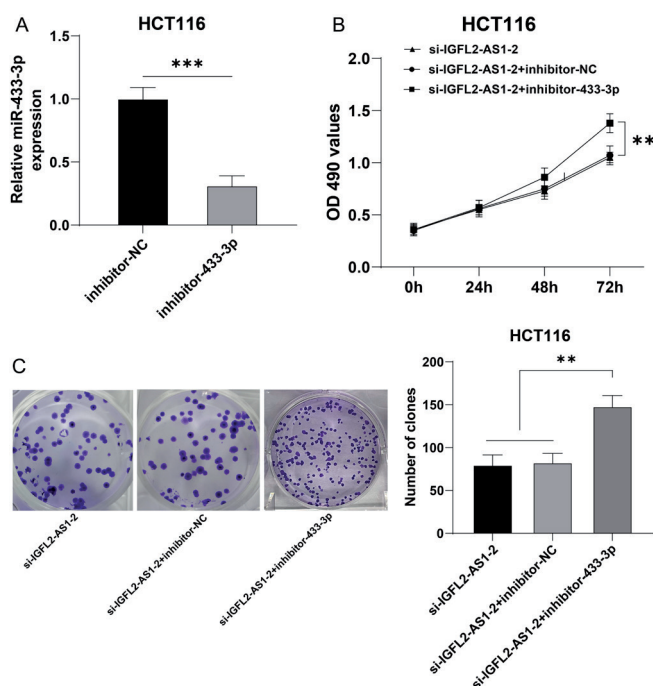 A
HCT116
Relative miR-433-3p
expression
1.5
1.0
0.5
0.0
***
inhibitor-NC
inhibitor-433-3p
B
HCT116
si-IGFL2-AS1-2
si-IGFL2-AS1-2+inhibitor-NC
si-IGFL2-AS1-2+inhibitor-433-3p
OD 490 values
2.0
1.5
1.0
0.5
0.0
**
0h
24h
48h
72h
C
si-IGFL2-AS1-2
si-IGFL2-AS1-2+inhibitor-NC
si-IGFL2-AS1-2+inhibitor-433-3p
HCT116
Number of clones
200
150
100
50
0
**
si-IGFL2-AS1-2
si-IGFL2-AS1-2+inhibitor-NC
si-IGFL2-AS1-2+inhibitor-433-3p